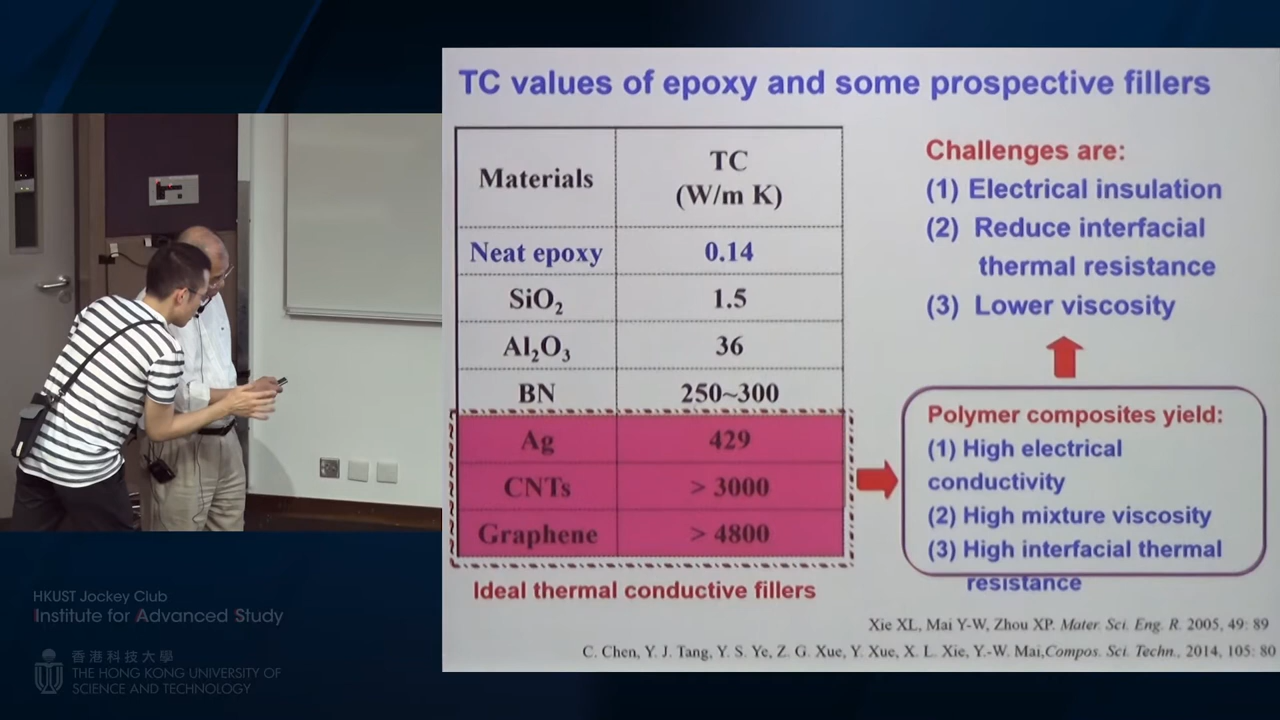 TC values of epoxy and some prospective fillers
Materials
TC
(W/m K)
Neat epoxy
0.14
SiO₂
1.5
Al₂O₃
36
BN
250~300
Ag
429
CNTs
> 3000
Graphene
> 4800
Ideal thermal conductive fillers
Challenges are:
(1) Electrical insulation
(2) Reduce interfacial
thermal resistance
(3) Lower viscosity
Polymer composites yield:
(1) High electrical
conductivity
(2) High mixture viscosity
(3) High interfacial thermal
resistance
Xie XL, Mai Y-W, Zhou XP. Mater. Sci. Eng. R. 2005, 49: 89
C. Chen, Y. J. Tang, Y. S. Ye, Z. G. Xue, Y. Xue, X. L. Xie, Y.-W. Mai,Compos. Sci. Techn., 2014, 105: 80
HKUST Jockey Club
Institute for Advanced Study
香港科技大學
THE HONG KONG UNIVERSITY OF
SCIENCE AND TECHNOLOGY